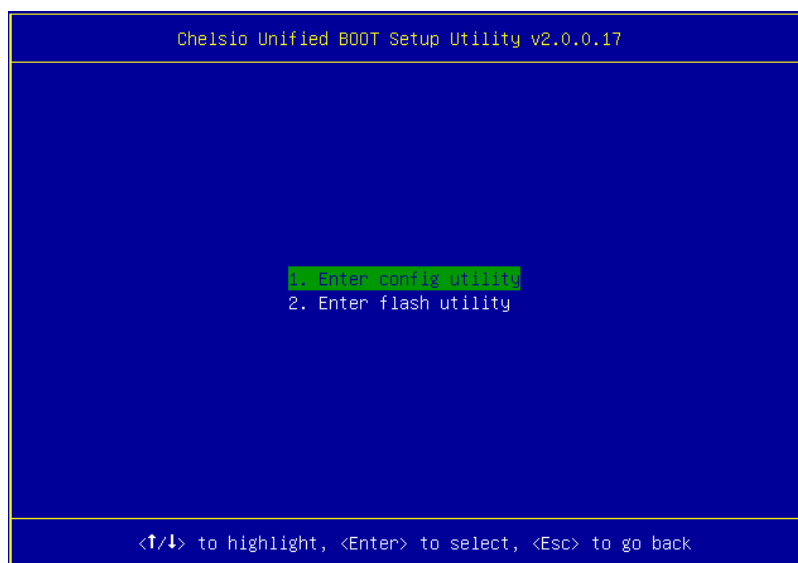 Chelsio Unified BOOT Setup Utility v2.0.0.17
1. Enter config utility
2. Enter flash utility
<↑/↓> to highlight, <Enter> to select, <Esc> to go back